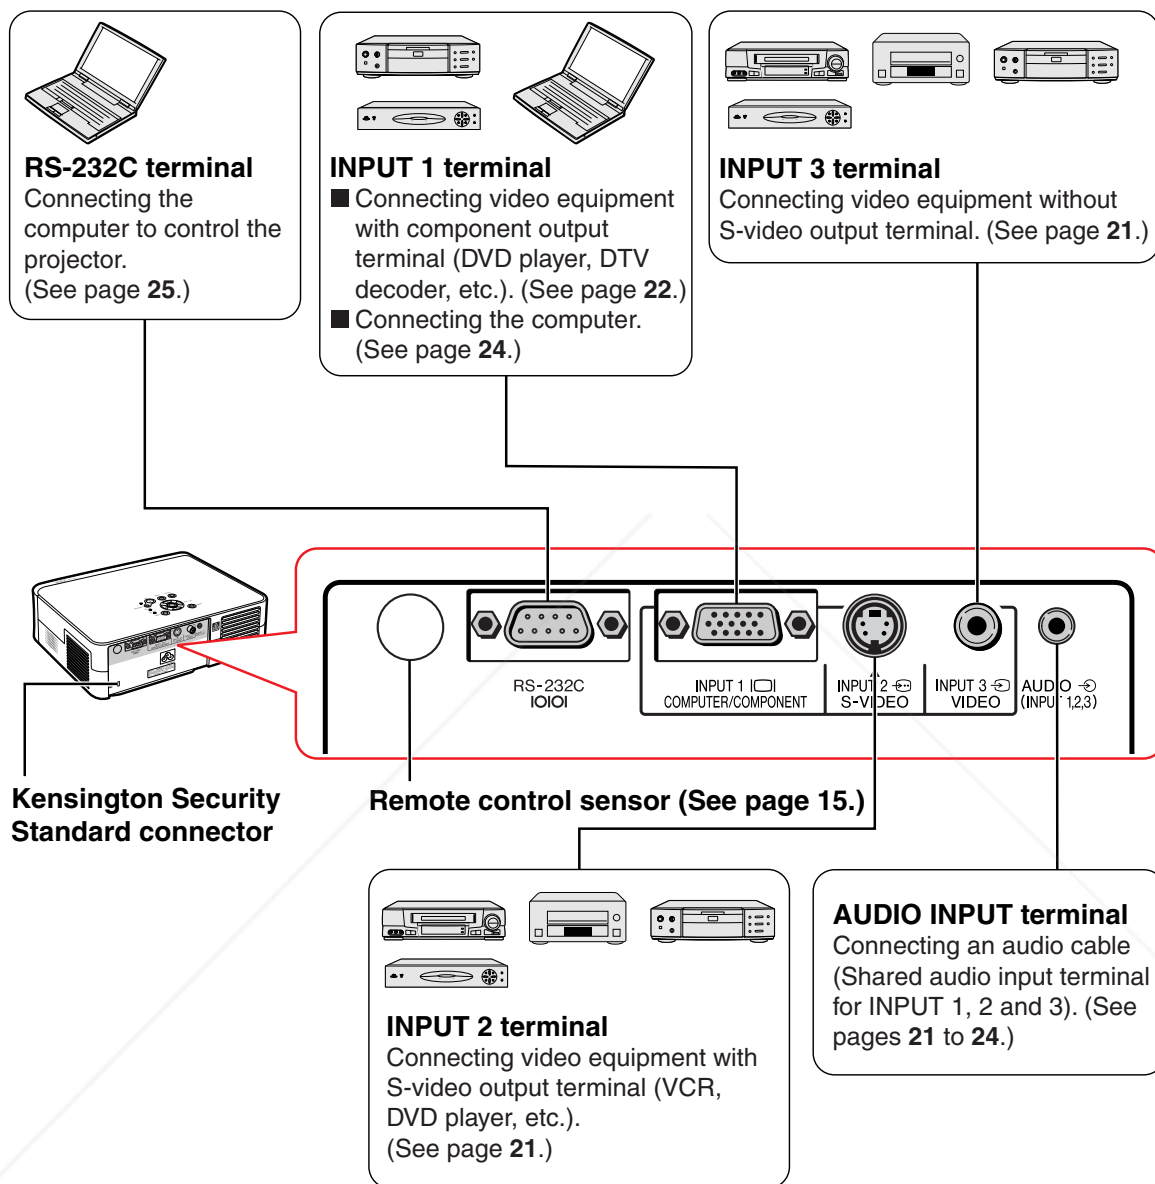 RS-232C terminal
Connecting the
computer to control the
projector.
(See page 25.)
INPUT 1 terminal
■ Connecting video equipment
with component output
terminal (DVD player, DTV
decoder, etc.). (See page 22.)
■ Connecting the computer.
(See page 24.)
INPUT 3 terminal
Connecting video equipment without
S-video output terminal. (See page 21.)
RS-232C
IOIOI
INPUT 1
COMPUTER/COMPONENT
INPUT 2
S-VIDEO
INPUT 3
VIDEO
AUDIO
(INPUT 1,2,3)
Kensington Security
Standard connector
Remote control sensor (See page 15.)
INPUT 2 terminal
Connecting video equipment with
S-video output terminal (VCR,
DVD player, etc.).
(See page 21.)
AUDIO INPUT terminal
Connecting an audio cable
(Shared audio input terminal
for INPUT 1, 2 and 3). (See
pages 21 to 24.)